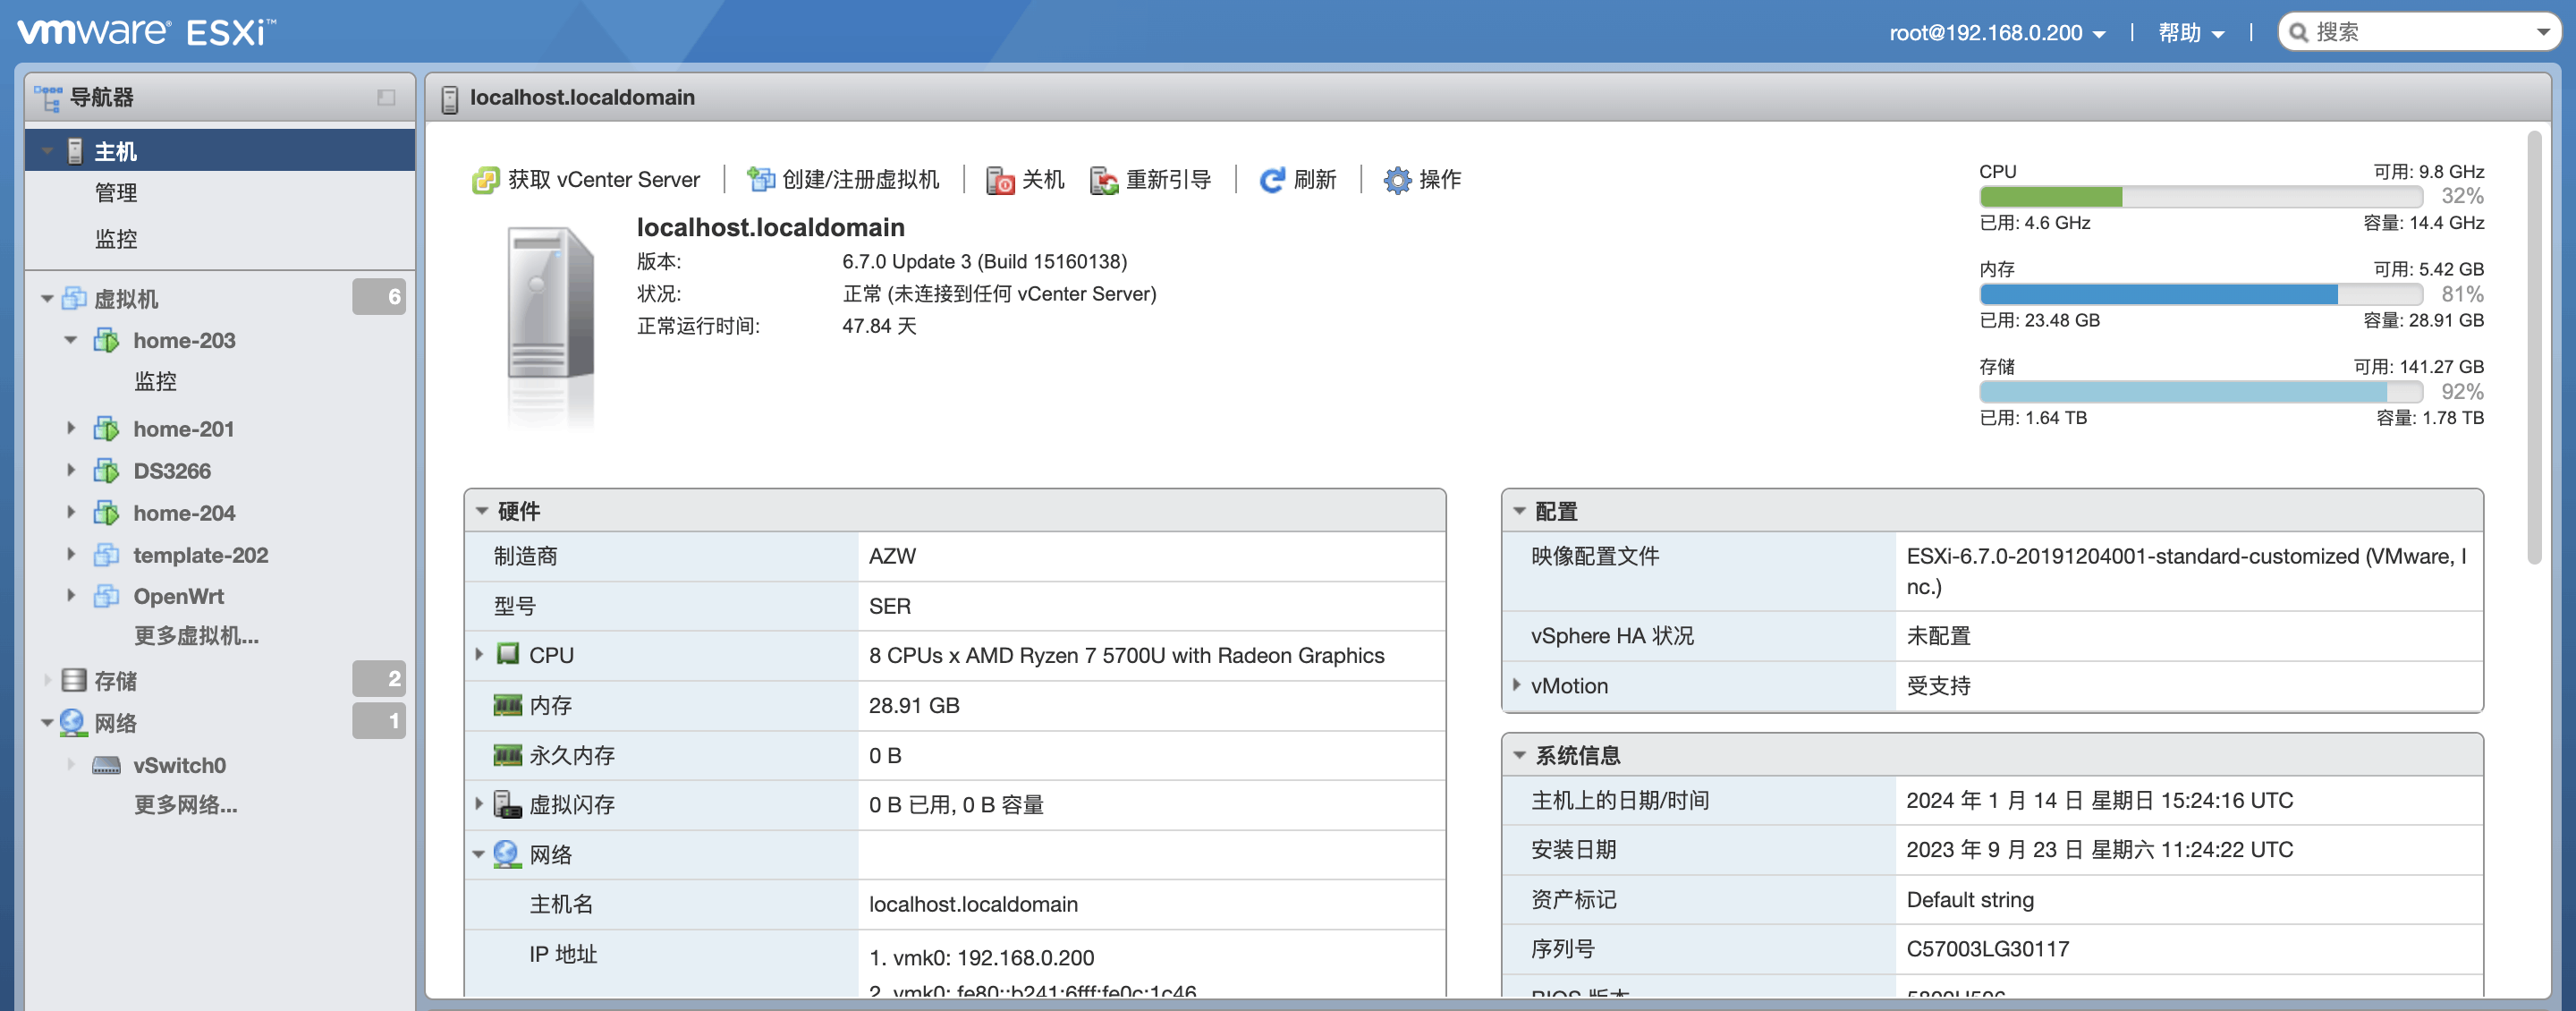 vmware® ESXi™
root@192.168.0.200
帮助
搜索
导航器
主机
管理
监控
虚拟机
6
home-203
监控
home-201
DS3266
home-204
template-202
OpenWrt
更多虚拟机...
存储
2
网络
1
vSwitch0
更多网络...
localhost.localdomain
获取 vCenter Server
创建/注册虚拟机
关机
重新引导
刷新
操作
localhost.localdomain
版本: 6.7.0 Update 3 (Build 15160138)
状况: 正常 (未连接到任何 vCenter Server)
正常运行时间: 47.84 天
CPU 可用: 9.8 GHz
32%
已用: 4.6 GHz 容量: 14.4 GHz
内存 可用: 5.42 GB
81%
已用: 23.48 GB 容量: 28.91 GB
存储 可用: 141.27 GB
92%
已用: 1.64 TB 容量: 1.78 TB
硬件
制造商 AZW
型号 SER
CPU 8 CPUs x AMD Ryzen 7 5700U with Radeon Graphics
内存 28.91 GB
永久内存 0 B
虚拟闪存 0 B 已用, 0 B 容量
网络
主机名 localhost.localdomain
IP 地址 1. vmk0: 192.168.0.200
2. vmk0: fe80::b241:6fff:fe0c:1c46
配置
映像配置文件 ESXi-6.7.0-20191204001-standard-customized (VMware, I
nc.)
vSphere HA 状况 未配置
vMotion 受支持
系统信息
主机上的日期/时间 2024 年 1 月 14 日 星期日 15:24:16 UTC
安装日期 2023 年 9 月 23 日 星期六 11:24:22 UTC
资产标记 Default string
序列号 C57003LG30117
BIOS 版本